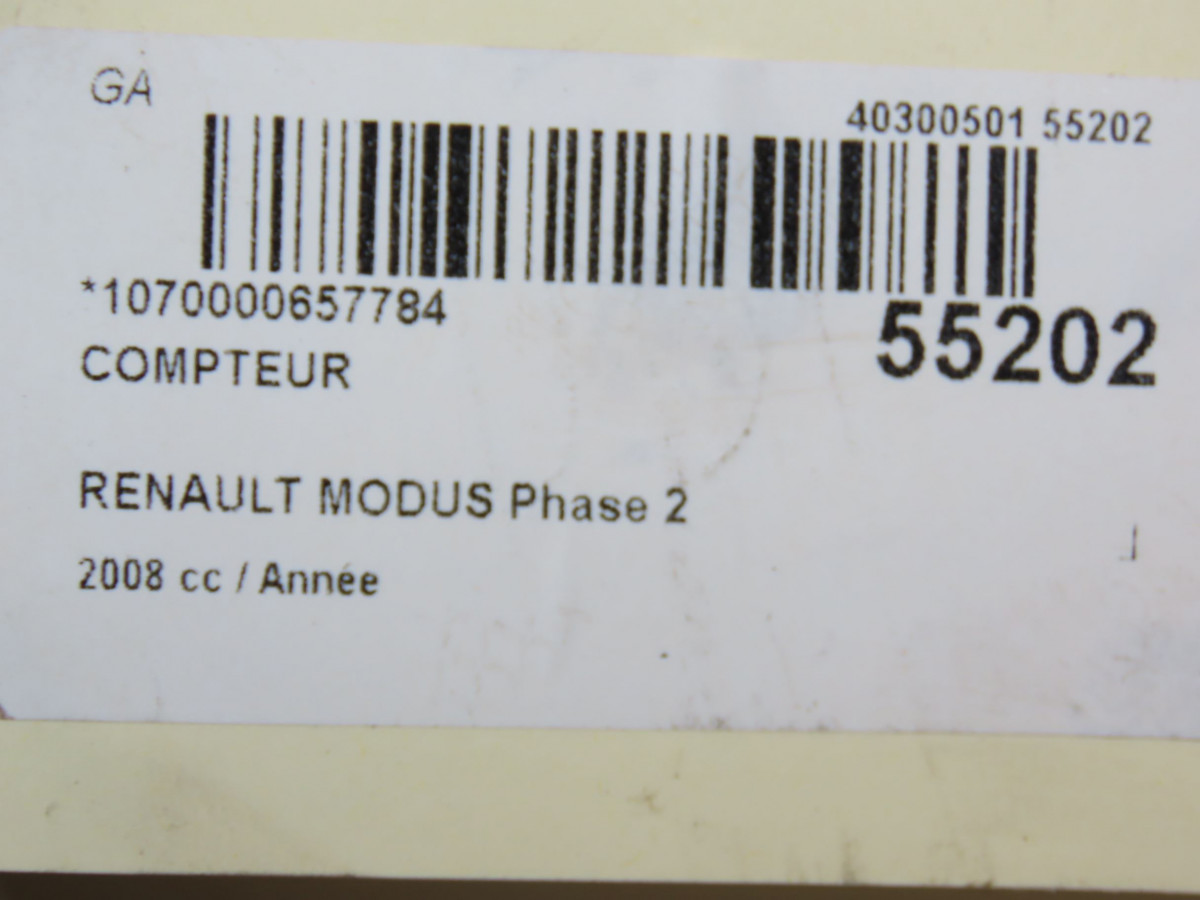 GA
40300501 55202
*1070000657784
55202
COMPTEUR
RENAULT MODUS Phase 2
2008 cc / Année